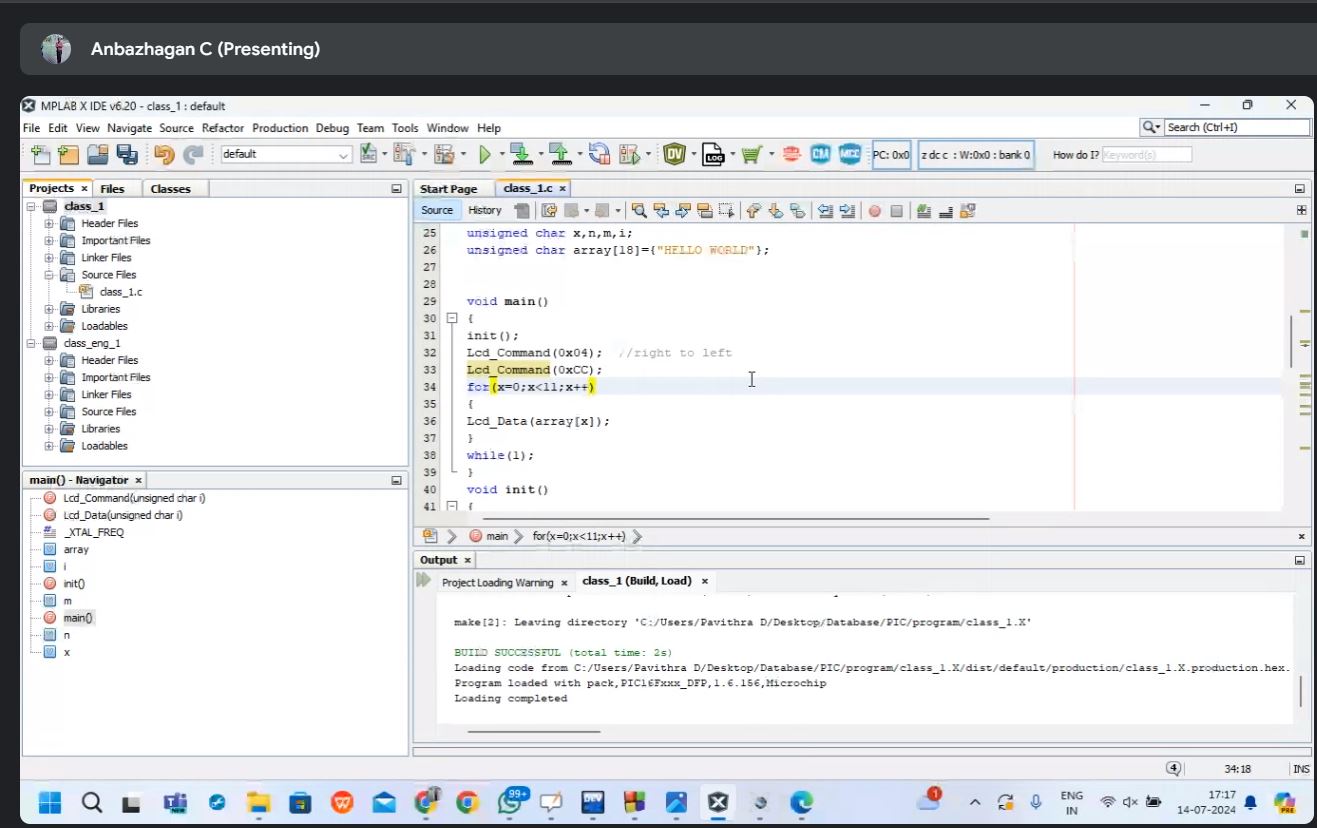 Anbazhagan C (Presenting)
MPLAB X IDE v6.20 - class_1 : default
File Edit View Navigate Source Refactor Production Debug Team Tools Window Help
Search (Ctrl+I)
default
DV
LOG
CM
MCC
PC: 0x0
z dc c : W:0x0 : bank 0
How do I?
Keyword(s)
Projects × Files Classes
class_1
Header Files
Important Files
Linker Files
Source Files
class_1.c
Libraries
Loadables
class_eng_1
Header Files
Important Files
Linker Files
Source Files
Libraries
Loadables
main() - Navigator ×
Lcd_Command(unsigned char i)
Lcd_Data(unsigned char i)
_XTAL_FREQ
array
i
init()
m
main()
n
x
Start Page class_1.c ×
Source History
25 unsigned char x,n,m,i;
26 unsigned char array[18]={"HELLO WORLD"};
27
28
29 void main()
30 {
31 init();
32 Lcd_Command(0x04); //right to left
33 Lcd_Command(0xCC);
34 for(x=0;x<11;x++)
35 {
36 Lcd_Data(array[x]);
37 }
38 while(1);
39 }
40 void init()
41 {
main for(x=0;x<11;x++)
Output ×
Project Loading Warning × class_1 (Build, Load) ×
make[2]: Leaving directory 'C:/Users/Pavithra D/Desktop/Database/PIC/program/class_1.X'
BUILD SUCCESSFUL (total time: 2s)
Loading code from C:/Users/Pavithra D/Desktop/Database/PIC/program/class_1.X/dist/default/production/class_1.X.production.hex.
Program loaded with pack,PIC16Fxxx_DFP,1.6.156,Microchip
Loading completed
4
34:18
INS
99+
1
ENG
IN
17:17
14-07-2024
PRE